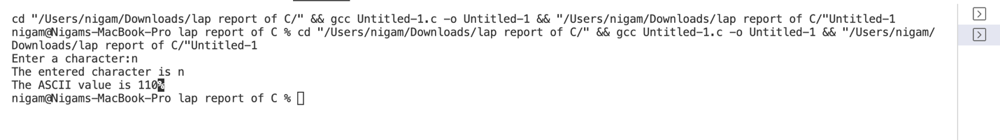 cd "/Users/nigam/Downloads/lap report of C/" && gcc Untitled-1.c -o Untitled-1 && "/Users/nigam/Downloads/lap report of C/"Untitled-1
nigam@Nigams-MacBook-Pro lap report of C % cd "/Users/nigam/Downloads/lap report of C/" && gcc Untitled-1.c -o Untitled-1 && "/Users/nigam/
Downloads/lap report of C/"Untitled-1
Enter a character:n
The entered character is n
The ASCII value is 110%
nigam@Nigams-MacBook-Pro lap report of C %